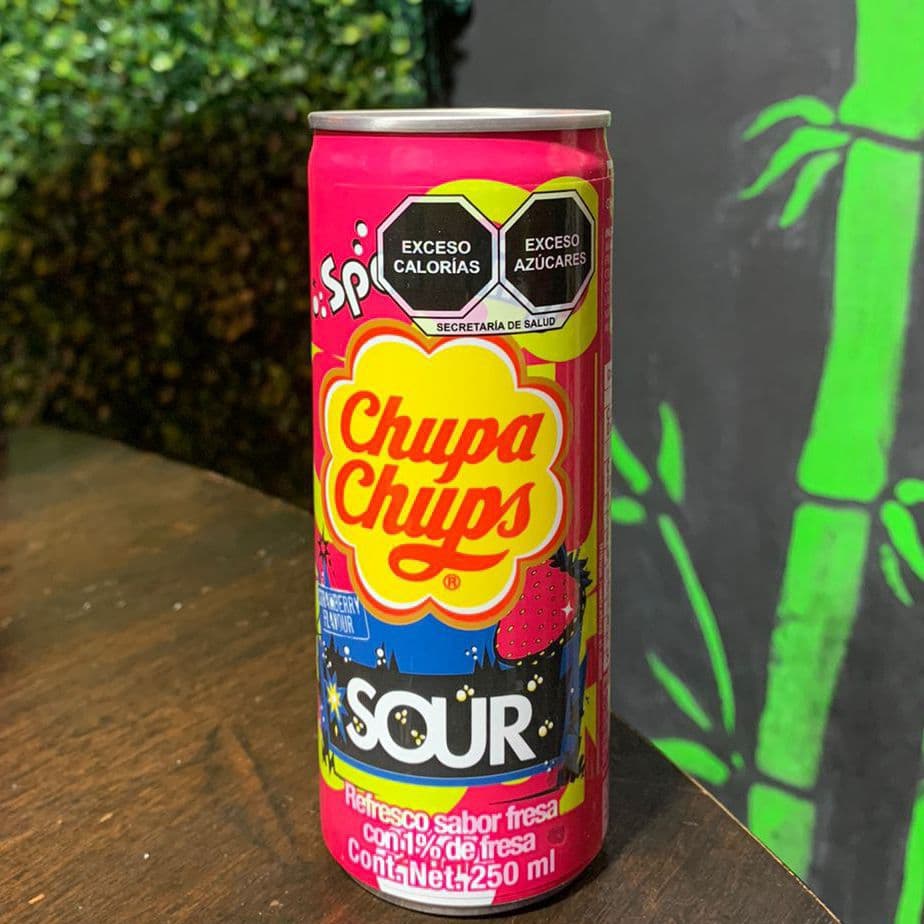 EXCESO
CALORÍAS
EXCESO
AZÚCARES
SECRETARÍA DE SALUD
Chupa
Chups
®
FLAVOUR
SOUR
Refresco sabor fresa
con 1% de fresa
Cont. Net. 250 ml